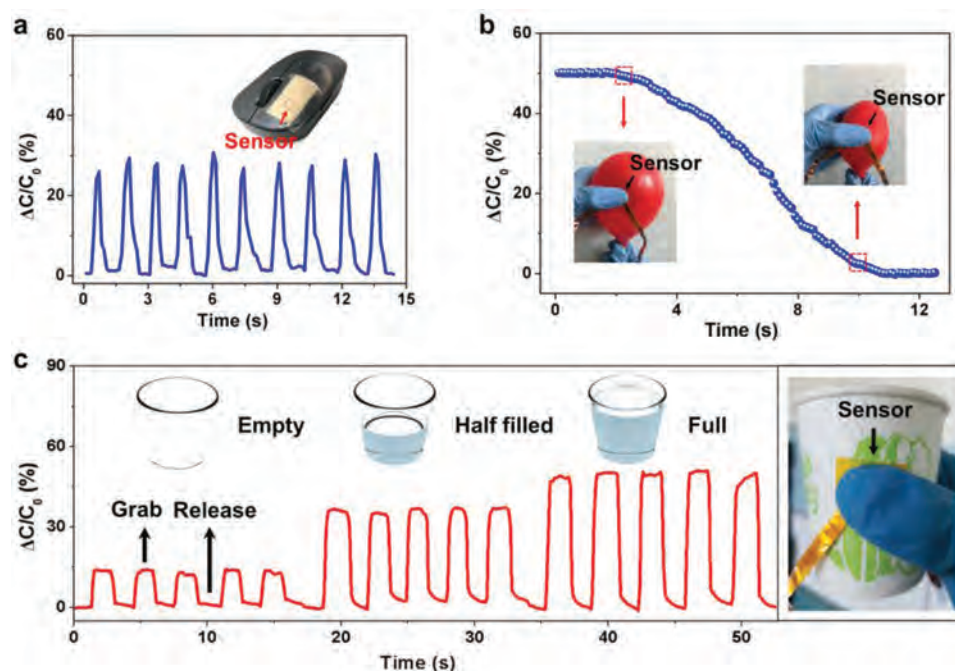 a
ΔC/C₀ (%)
60
40
20
0
Sensor
0 3 6 9 12 15
Time (s)
b
ΔC/C₀ (%)
60
40
20
0
Sensor
Sensor
0 4 8 12
Time (s)
c
ΔC/C₀ (%)
90
60
30
0
Empty
Half filled
Full
Grab
Release
0 10 20 30 40 50
Time (s)
Sensor